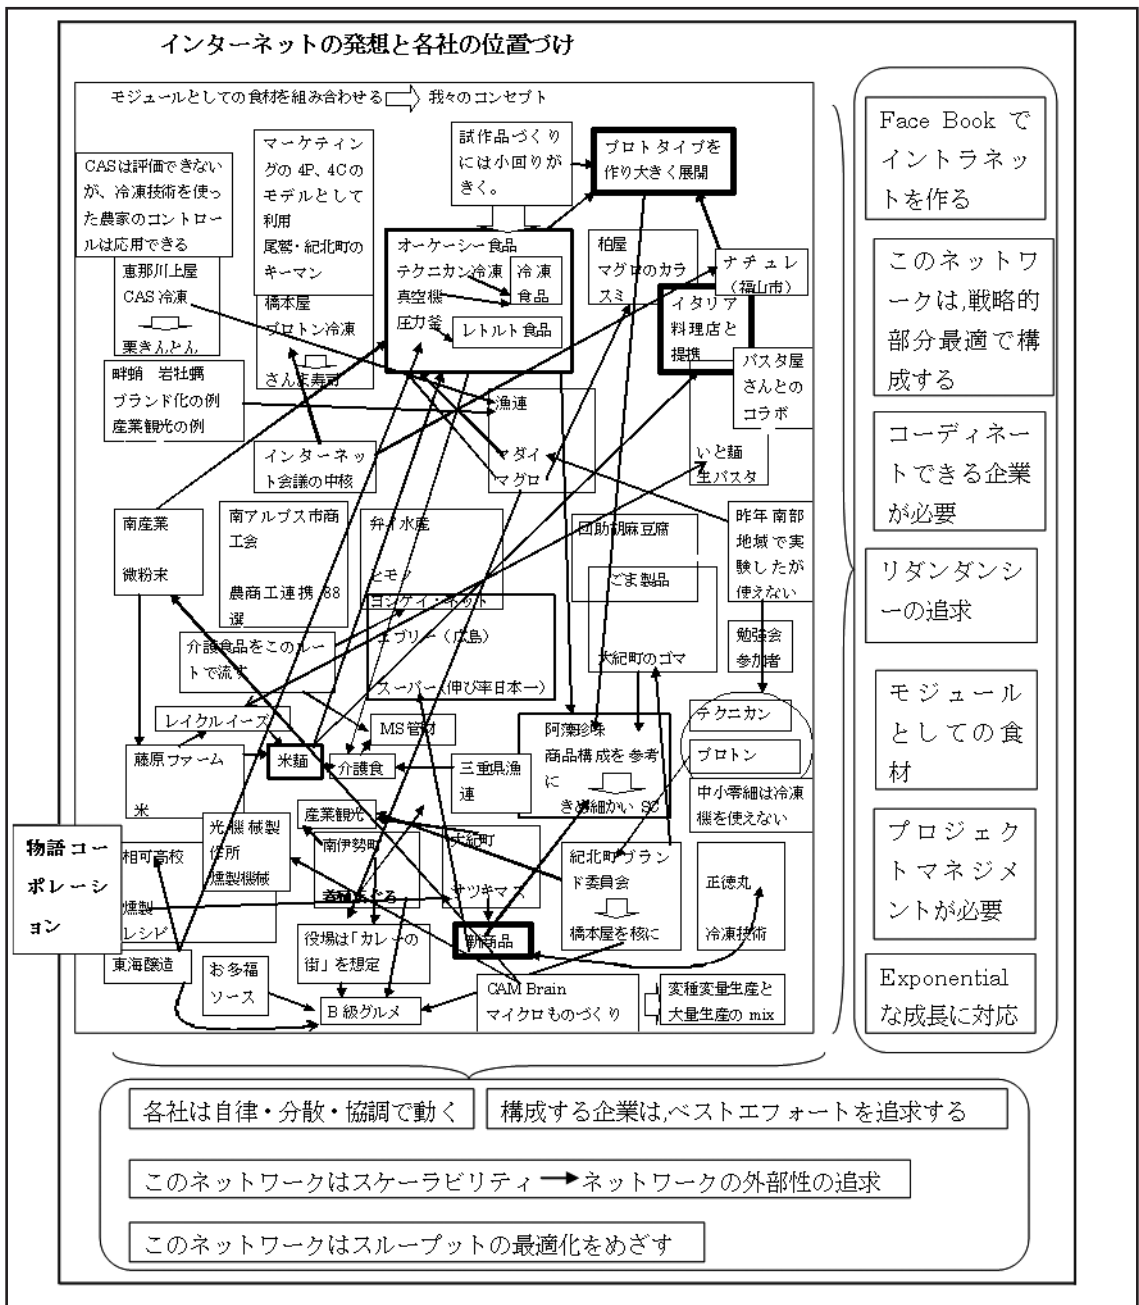 インターネットの発想と各社の位置づけ
モジュールとしての食材を組み合わせる
我々のコンセプト
CASは評価できない
が、冷凍技術を使っ
た農家のコントロー
ルは応用できる
マーケティン
グの 4P、4Cの
モデルとして
利用
尾鷲・紀北町の
キーマン
試作品づくり
には小回りが
きく。
プロトタイプを
作り大きく展開
恵那川上屋
CAS 冷凍
栗きんとん
橋本屋
プロトン冷凍
さんま寿司
オーケーシー食品
テクニカン冷凍
真空機
圧力釜
冷凍
食品
レトルト食品
柏屋
マグロのカラ
スミ
ナチュレ
（福山市）
イタリア
料理店と
提携
パスタ屋
さんとの
コラボ
畔蛸　岩牡蠣
ブランド化の例
産業観光の例
漁連
マダイ
マグロ
いと麺
生パスタ
インターネッ
ト会議の中核
南産業
微粉末
南アルプス市商
工会
農商工連携 88
選
弁イ水産
ヒモノ
ヨシケイ・ネット
エブリー（広島）
スーパー（伸び率日本一）
団助胡麻豆腐
ごま製品
大紀町のゴマ
昨年南部
地域で実
験したが
使えない
勉強会
参加者
介護食品をこのルー
トで流す
レイクルイーズ
MS管財
テクニカン
プロトン
中小零細は冷凍
機を使えない
藤原ファーム
米
米麺
介護食
三重県漁
連
阿藻珍味
商品構成を参考
に
きめ細かい SC
産業観光
光機械製
作所
燻製機械
南伊勢町
大紀町
サツキマス
物語コー
ポレーシ
ョン
相可高校
燻製
レシピ
紀北町ブラン
ド委員会
橋本屋を核に
正徳丸
冷凍技術
新商品
役場は「カレーの
街」を想定
東海醸造
お多福
ソース
B 級グルメ
CAM Brain
マイクロものづくり
変種変量生産と
大量生産の mix
Face Book で
イントラネッ
トを作る
このネットワ
ークは,戦略的
部分最適で構
成する
コーディネー
トできる企業
が必要
リダンダンシ
ーの追求
モジュール
としての食
材
プロジェク
トマネジメ
ントが必要
Exponential
な成長に対応
各社は自律・分散・協調で動く
構成する企業は,ベストエフォートを追求する
このネットワークはスケーラビリティ→ネットワークの外部性の追求
このネットワークはスループットの最適化をめざす